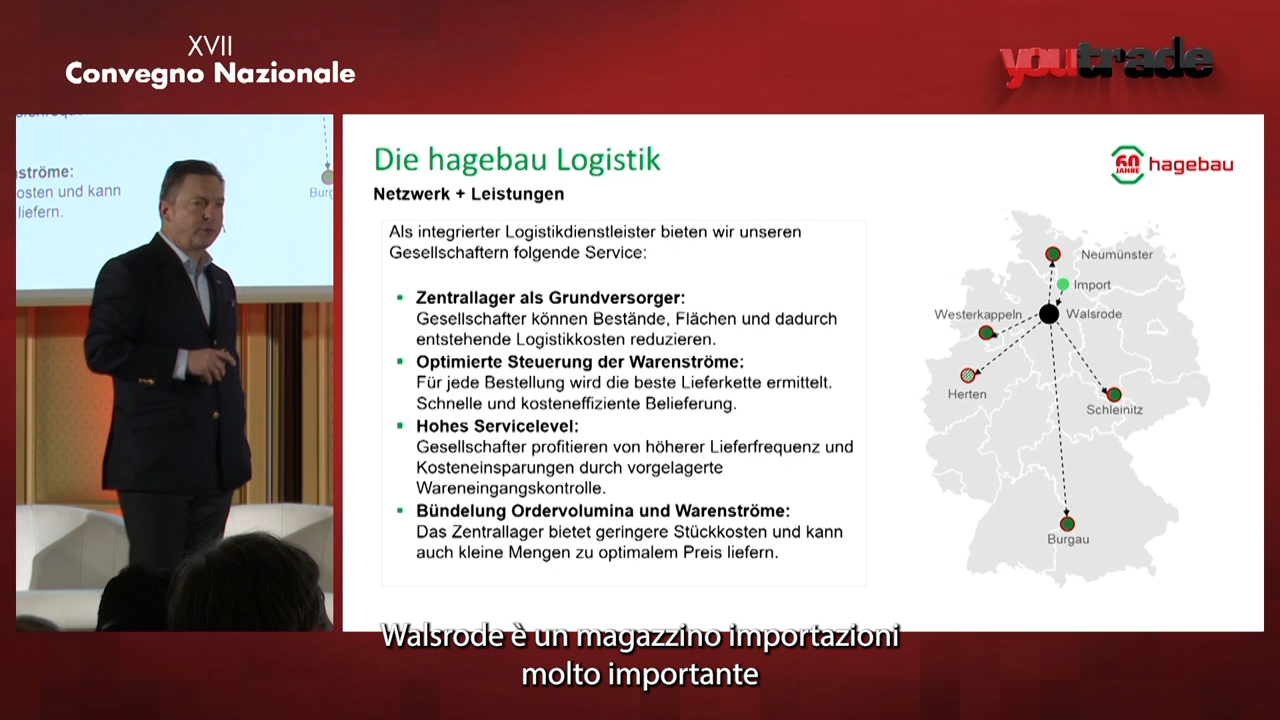 XVII
Convegno Nazionale
youtrade
ströme:
osten und kann
liefern.
Burg
Die hagebau Logistik
60
JAHRE
hagebau
Netzwerk + Leistungen
Als integrierter Logistikdienstleister bieten wir unseren
Gesellschaftern folgende Service:
Zentrallager als Grundversorger:
Gesellschafter können Bestände, Flächen und dadurch
entstehende Logistikkosten reduzieren.
Optimierte Steuerung der Warenströme:
Für jede Bestellung wird die beste Lieferkette ermittelt.
Schnelle und kosteneffiziente Belieferung.
Hohes Servicelevel:
Gesellschafter profitieren von höherer Lieferfrequenz und
Kosteneinsparungen durch vorgelagerte
Wareneingangskontrolle.
Bündelung Ordervolumina und Warenströme:
Das Zentrallager bietet geringere Stückkosten und kann
auch kleine Mengen zu optimalem Preis liefern.
Neumünster
Import
Westerkappeln
Walsrode
Herten
Schleinitz
Burgau
Walsrode è un magazzino importazioni
molto importante